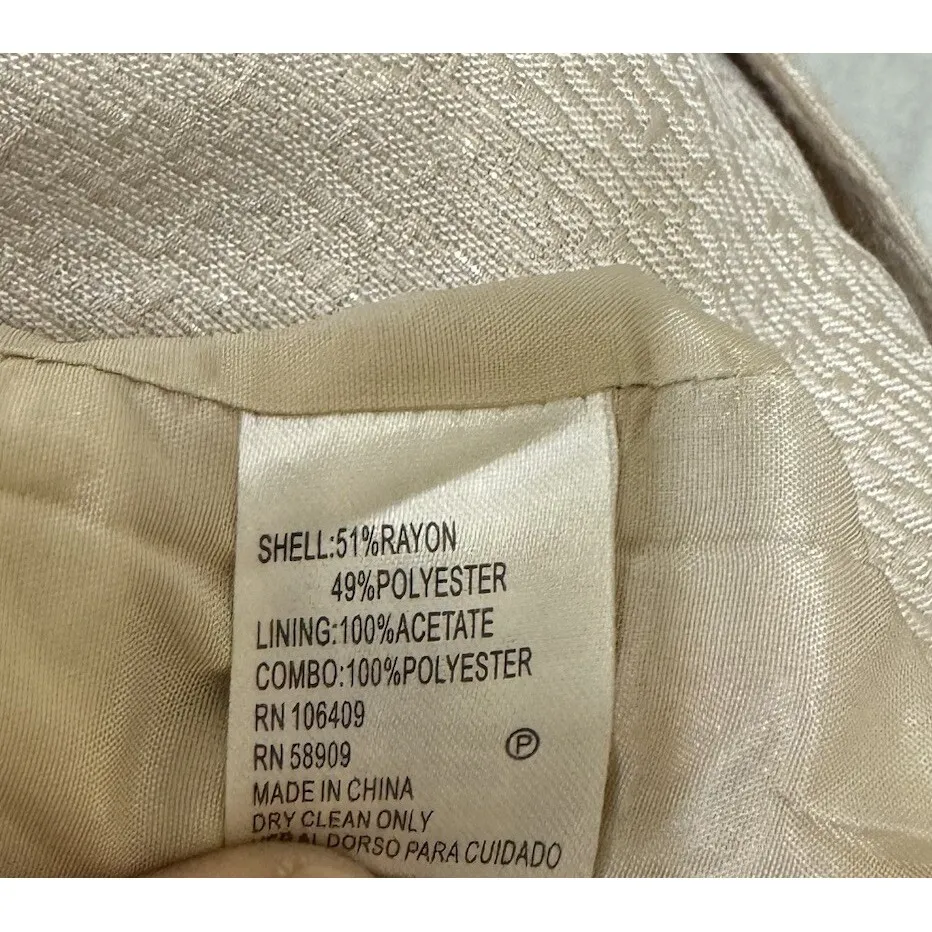 SHELL:51%RAYON
49%POLYESTER
LINING:100%ACETATE
COMBO:100%POLYESTER
RN 106409
RN 58909
Ⓟ
MADE IN CHINA
DRY CLEAN ONLY
AL DORSO PARA CUIDADO